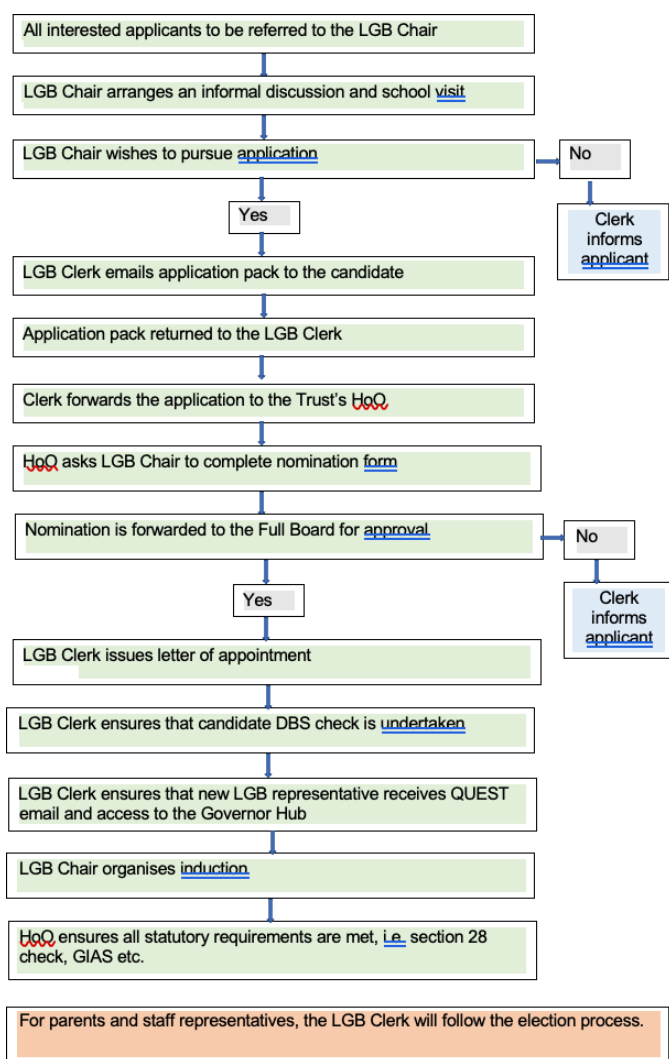 All interested applicants to be referred to the LGB Chair
LGB Chair arranges an informal discussion and school visit
LGB Chair wishes to pursue application
No
Clerk
informs
applicant
Yes
LGB Clerk emails application pack to the candidate
Application pack returned to the LGB Clerk
Clerk forwards the application to the Trust's HoO
HoO asks LGB Chair to complete nomination form
Nomination is forwarded to the Full Board for approval
No
Clerk
informs
applicant
Yes
LGB Clerk issues letter of appointment
LGB Clerk ensures that candidate DBS check is undertaken
LGB Clerk ensures that new LGB representative receives QUEST
email and access to the Governor Hub
LGB Chair organises induction
HoO ensures all statutory requirements are met, i.e. section 28
check, GIAS etc.
For parents and staff representatives, the LGB Clerk will follow the election process.